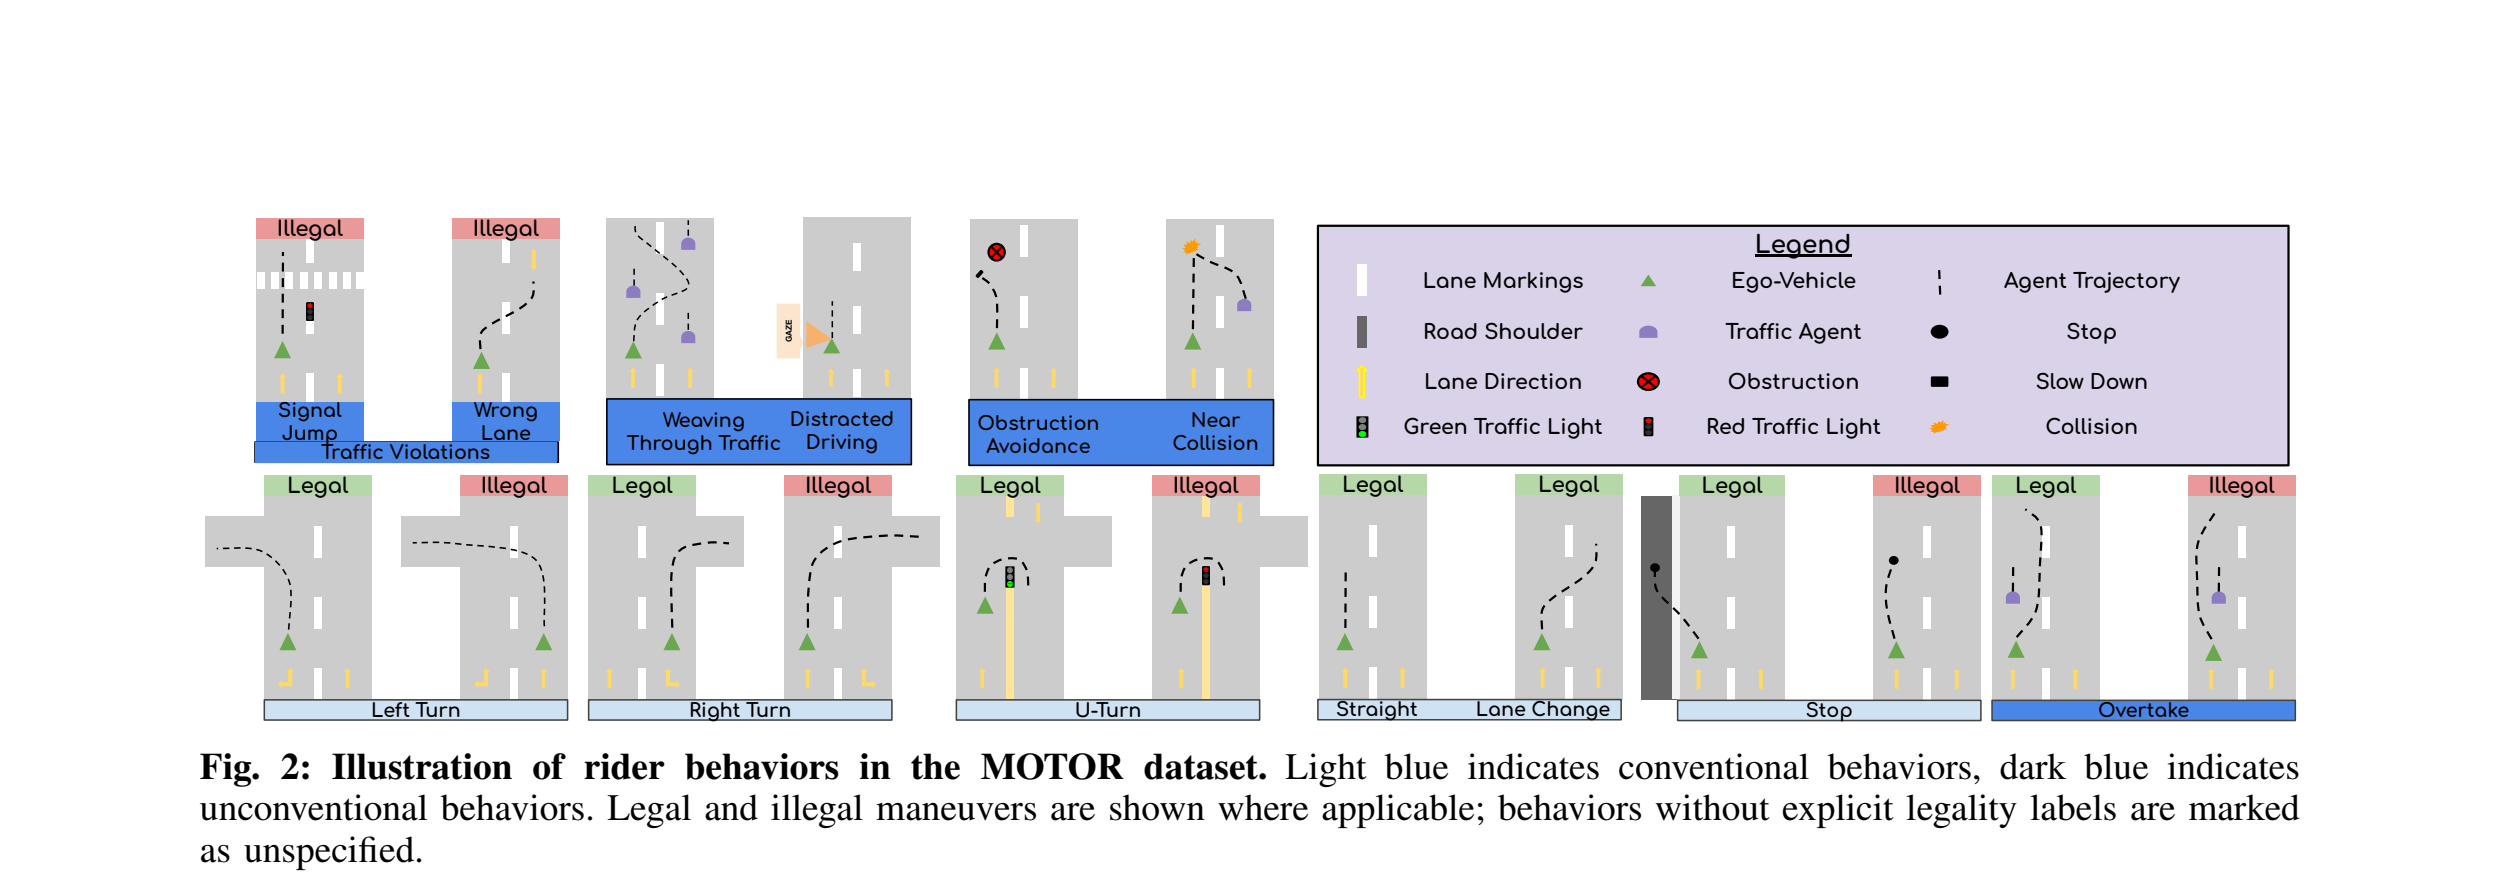 Illegal
Illegal
GAZE
Signal
Jump
Wrong
Lane
Traffic Violations
Weaving
Through Traffic
Distracted
Driving
Obstruction
Avoidance
Near
Collision
Legend
Lane Markings
Ego-Vehicle
Agent Trajectory
Road Shoulder
Traffic Agent
Stop
Lane Direction
Obstruction
Slow Down
Green Traffic Light
Red Traffic Light
Collision
Legal
Illegal
Left Turn
Legal
Illegal
Right Turn
Legal
Illegal
U-Turn
Legal
Legal
Straight
Lane Change
Legal
Illegal
Stop
Legal
Illegal
Overtake
Fig. 2: Illustration of rider behaviors in the MOTOR dataset. Light blue indicates conventional behaviors, dark blue indicates
unconventional behaviors. Legal and illegal maneuvers are shown where applicable; behaviors without explicit legality labels are marked
as unspecified.